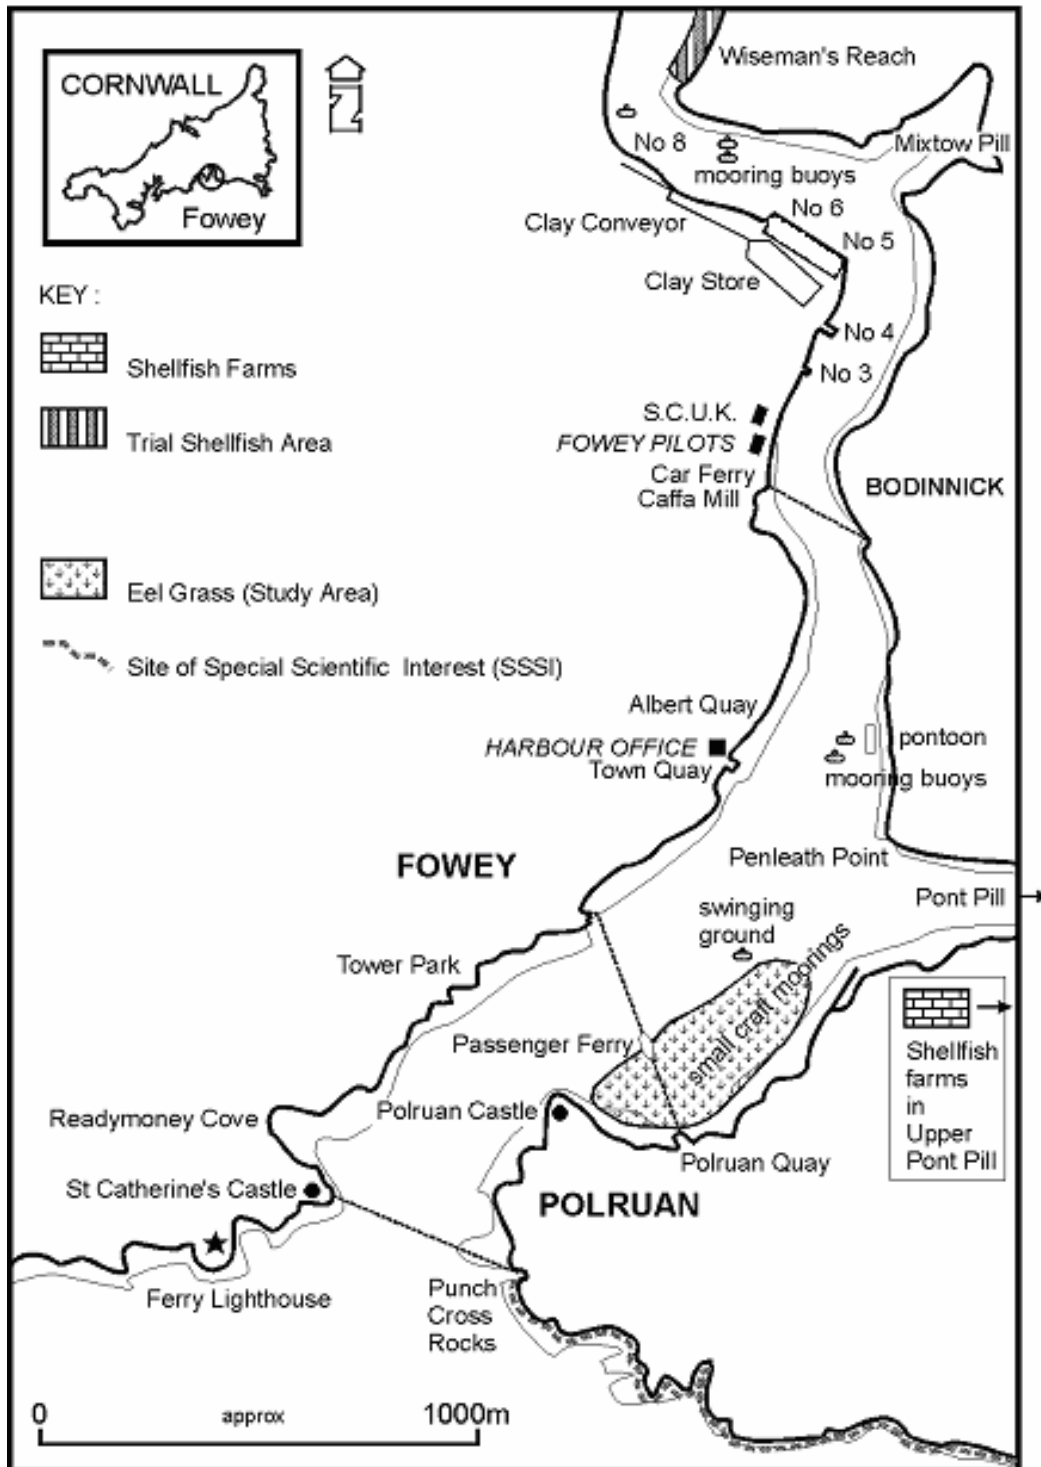 CORNWALL
Fowey
N
Wiseman's Reach
No 8
mooring buoys
Mixtow Pill
No 6
Clay Conveyor
No 5
Clay Store
No 4
No 3
KEY :
Shellfish Farms
Trial Shellfish Area
Eel Grass (Study Area)
Site of Special Scientific Interest (SSSI)
S.C.U.K.
FOWEY PILOTS
Car Ferry
Caffa Mill
BODINNICK
Albert Quay
HARBOUR OFFICE
Town Quay
pontoon
mooring buoys
FOWEY
Penleath Point
Pont Pill
swinging
ground
small craft moorings
Tower Park
Passenger Ferry
Shellfish
farms
in
Upper
Pont Pill
Readymoney Cove
Polruan Castle
Polruan Quay
St Catherine's Castle
POLRUAN
Ferry Lighthouse
Punch
Cross
Rocks
0
approx
1000m